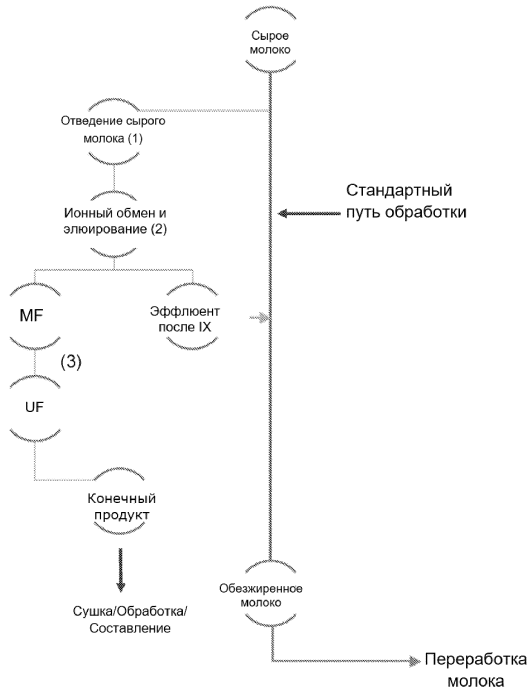 Сырое
молоко
Отведение сырого
молока (1)
Стандартный
путь обработки
Ионный обмен и
элюирование (2)
MF
Эффлюент
после IX
(3)
UF
Конечный
продукт
Обезжиренное
молоко
Сушка/Обработка/
Составление
Переработка
молока